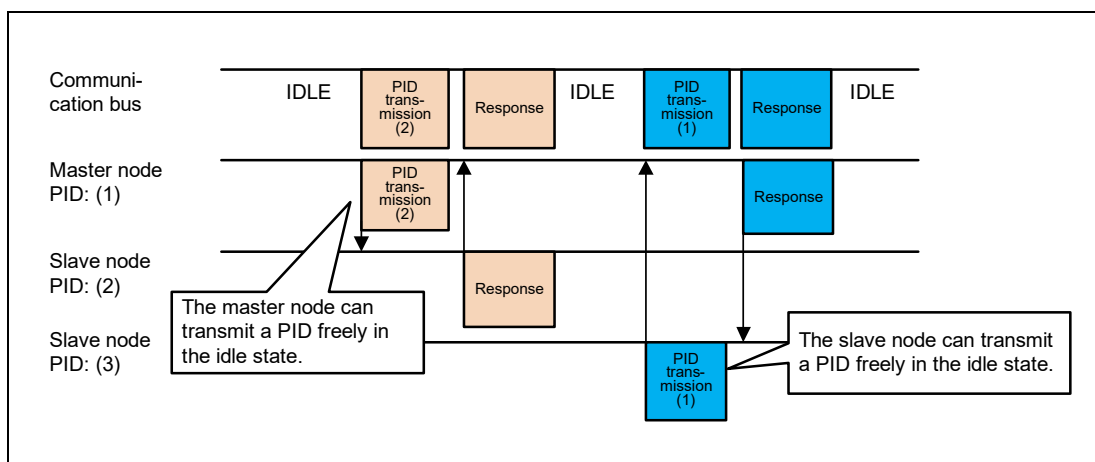 Communi-
cation bus
IDLE
PID
trans-
mission
(2)
Response
IDLE
PID
trans-
mission
(1)
Response
IDLE
Master node
PID: (1)
PID
trans-
mission
(2)
Response
Slave node
PID: (2)
Response
The master node can
transmit a PID freely in
the idle state.
Slave node
PID: (3)
PID
trans-
mission
(1)
The slave node can transmit
a PID freely in the idle state.